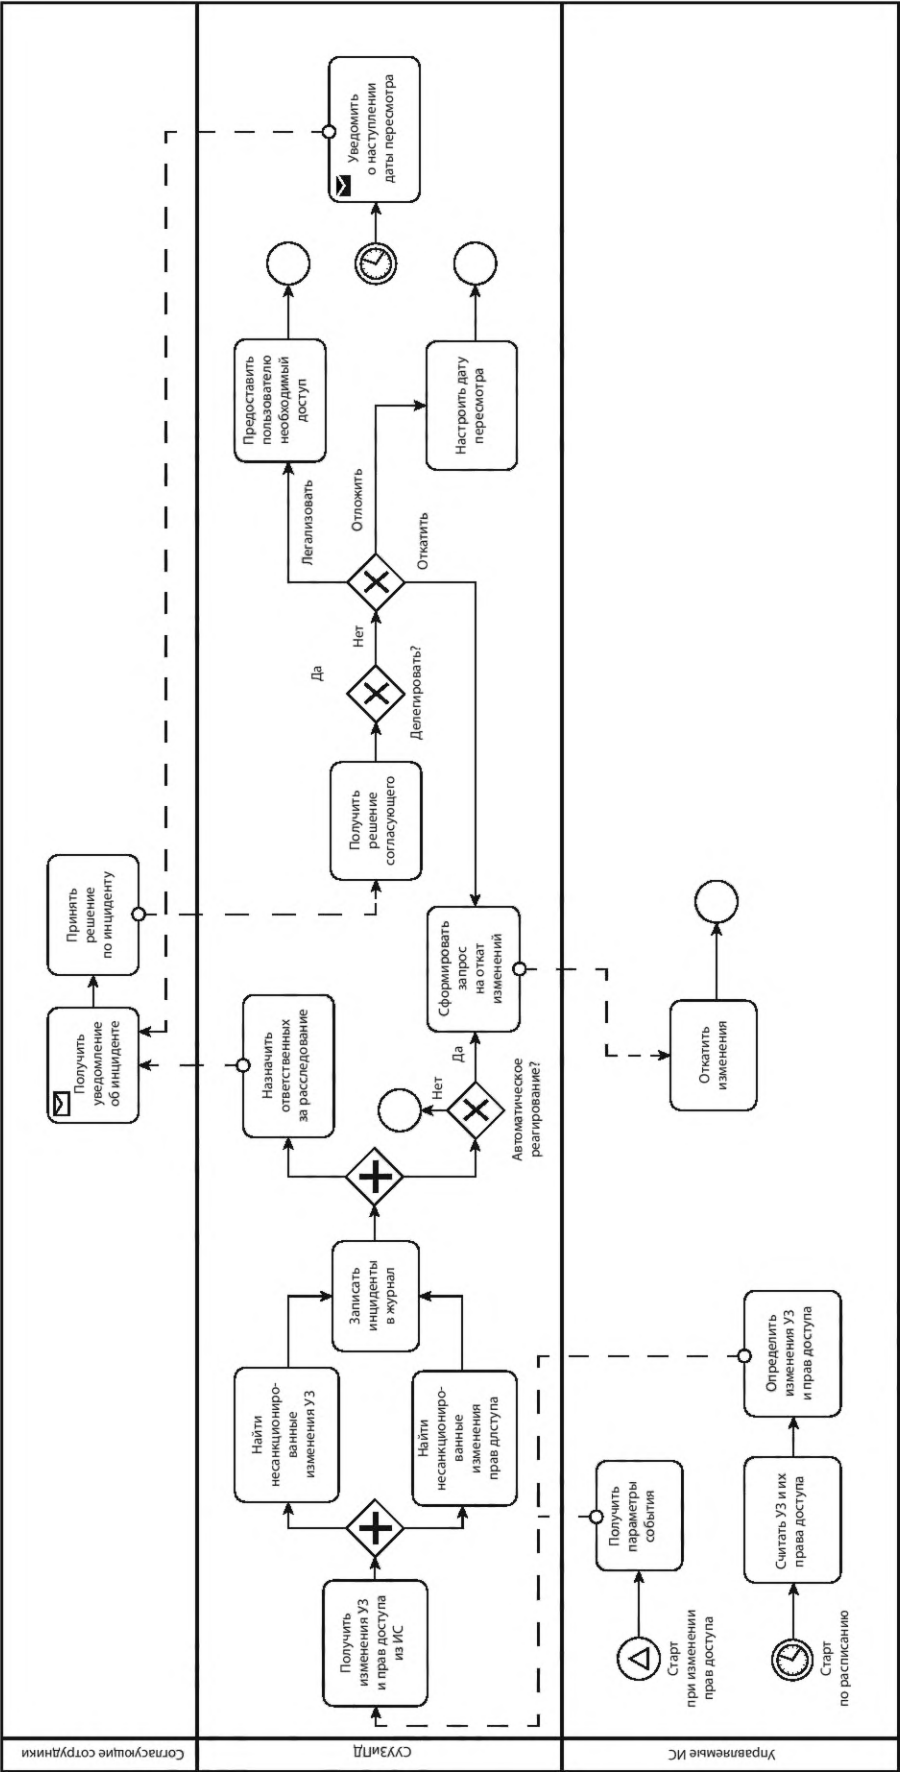 Согласующие сотрудники
Получить
уведомление
об инциденте
Принять
решение
по инциденту
СУУЗиПД
Получить
изменения УЗ
и прав доступа
из ИС
Найти
несанкциониро-
ванные
изменения УЗ
Найти
несанкциониро-
ванные
изменения
прав длступа
Записать
инциденты
в журнал
Назначить
ответственных
за расследование
Автоматическое
реагирование?
Нет
Да
Сформировать
запрос
на откат
изменений
Получить
решение
согласующего
Делегировать?
Да
Нет
Легализовать
Отложить
Откатить
Предоставить
пользователю
необходимый
доступ
Настроить дату
пересмотра
Уведомить
о наступлении
даты пересмотра
Управляемые ИС
Старт
при изменении
прав доступа
Получить
параметры
события
Старт
по расписанию
Считать УЗ и их
права доступа
Определить
изменения УЗ
и прав доступа
Откатить
изменения